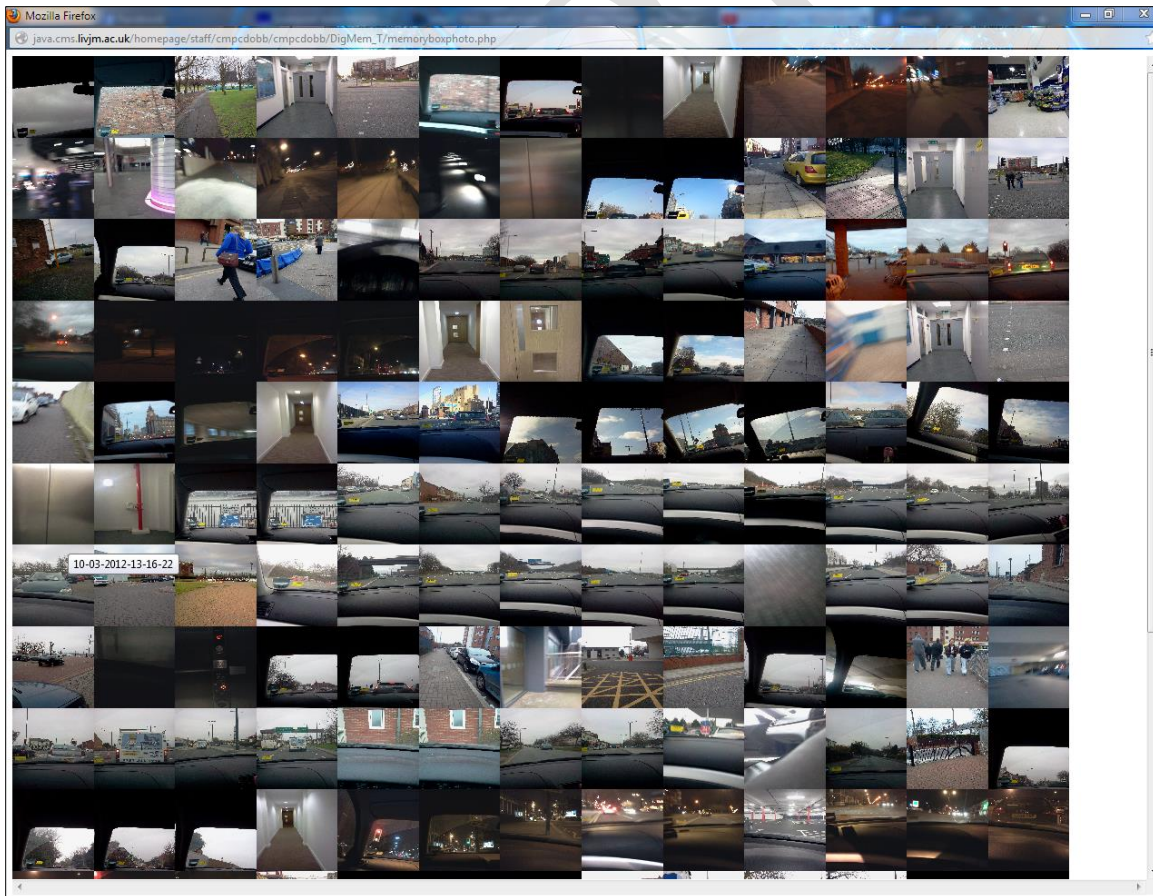 Mozilla Firefox
java.cms.livjm.ac.uk/homepage/staff/cmpcdobb/cmpcdobb/DigMem_T/memoryboxphoto.php
10-03-2012-13-16-22